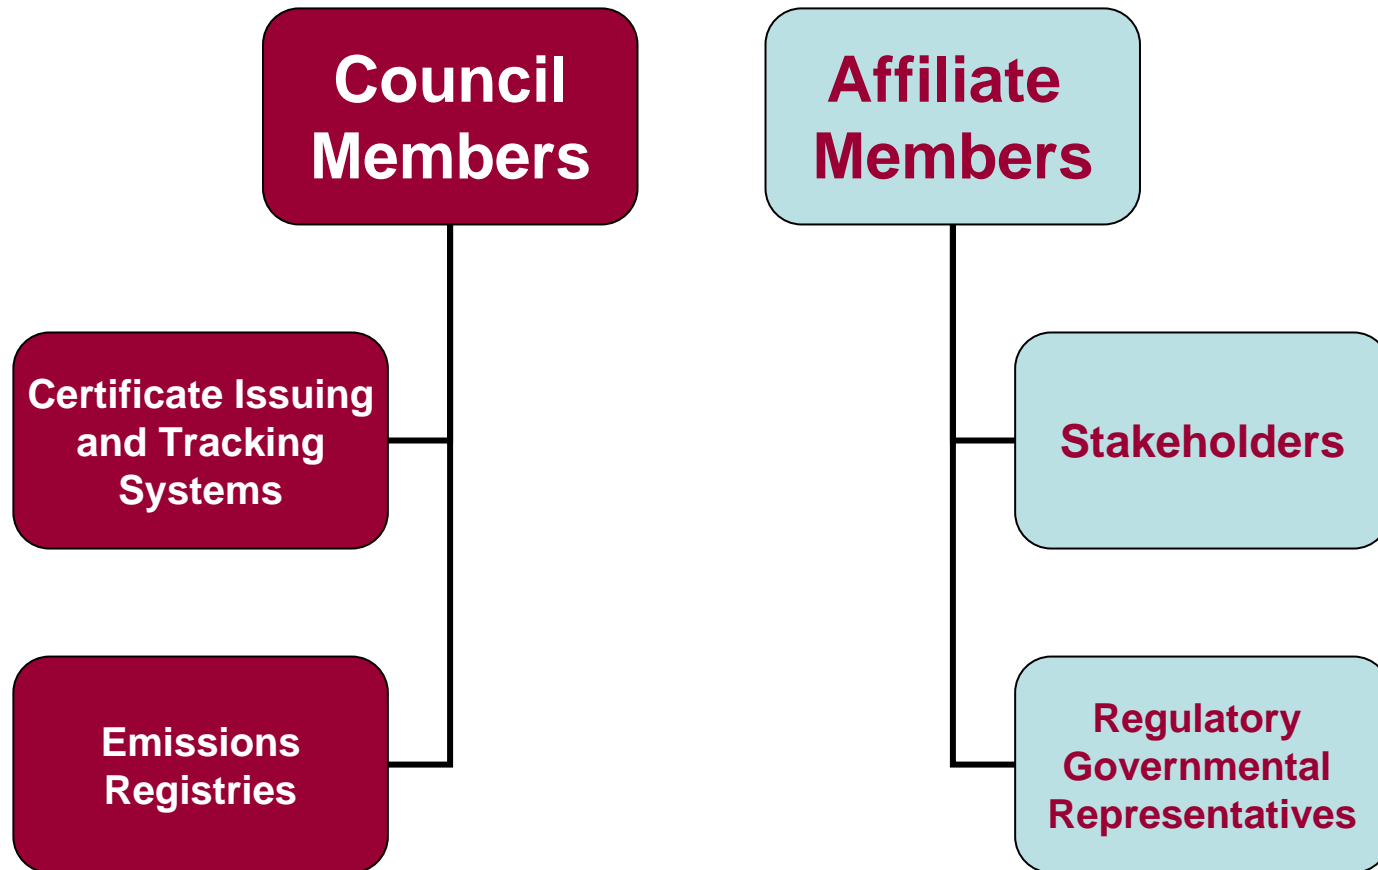 Council
Members
Affiliate
Members
Certificate Issuing
and Tracking
Systems
Stakeholders
Emissions
Registries
Regulatory
Governmental
Representatives